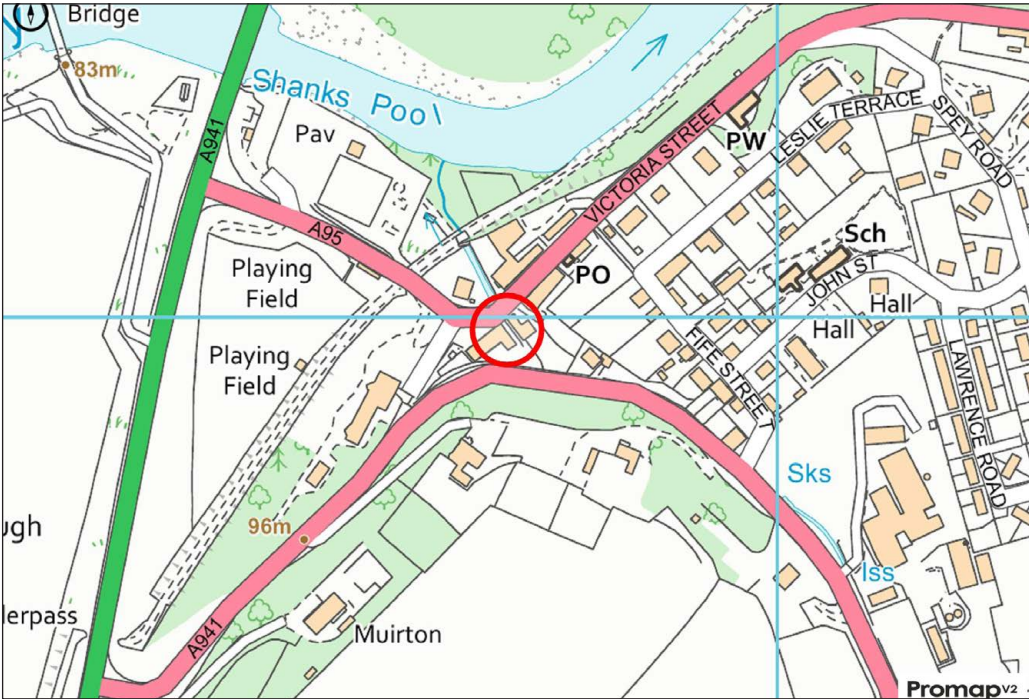 Bridge
y
83m
Shanks Pool
Pav
A941
VICTORIA STREET
PW
LESLIE TERRACE
SPEY ROAD
A95
Playing
Field
PO
Sch
JOHN ST
Hall
Hall
Playing
Field
FIFE STREET
LAWRENCE ROAD
Sks
ugh
96m
Iss
lerpass
A941
Muirton
Promap v2